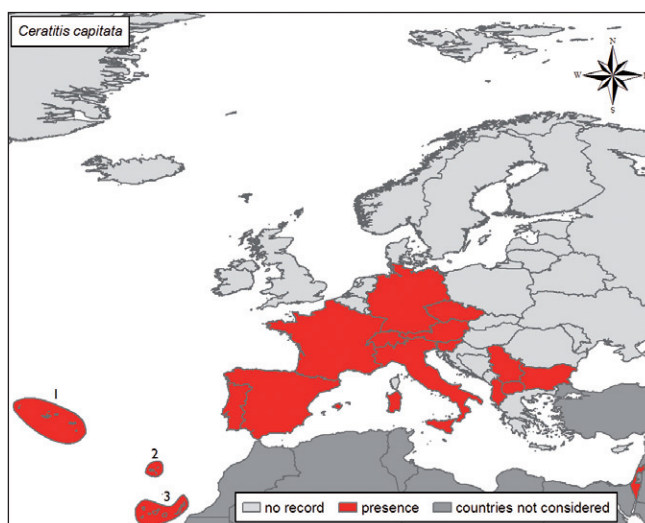 Ceratitis capitata
N
W
E
S
1
2
3
no record
presence
countries not considered